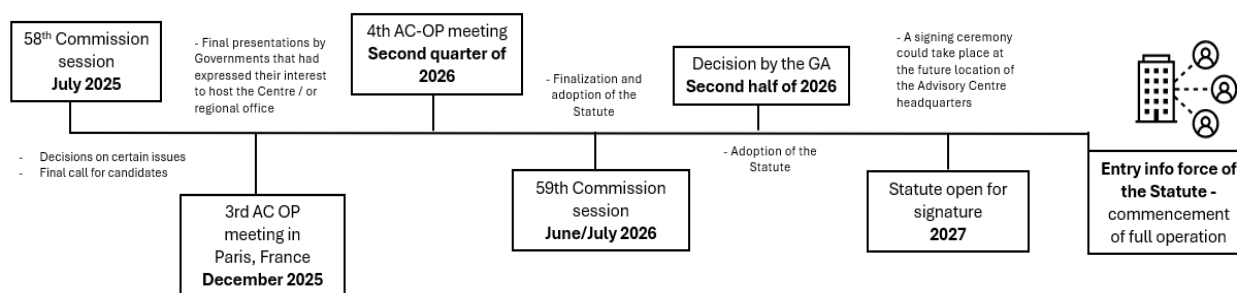 58th Commission
session
July 2025
- Decisions on certain issues
- Final call for candidates
- Final presentations by
Governments that had
expressed their interest
to host the Centre / or
regional office
3rd AC OP
meeting in
Paris, France
December 2025
4th AC-OP meeting
Second quarter of
2026
- Finalization and
adoption of the
Statute
59th Commission
session
June/July 2026
Decision by the GA
Second half of 2026
- Adoption of the
Statute
- A signing ceremony
could take place at
the future location of
the Advisory Centre
headquarters
Statute open for
signature
2027
Entry info force of
the Statute -
commencement
of full operation